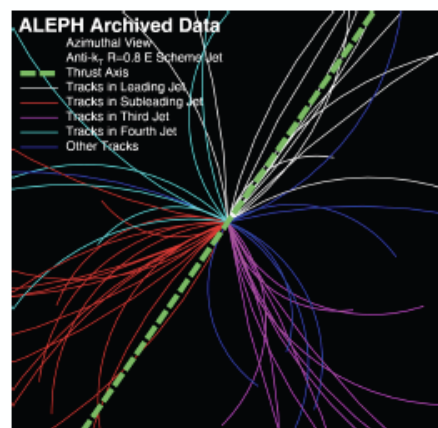 ALEPH Archived Data
Azimuthal View
Anti-kT R=0.8 E Scheme Jet
Thrust Axis
Tracks in Leading Jet
Tracks in Subleading Jet
Tracks in Third Jet
Tracks in Fourth Jet
Other Tracks